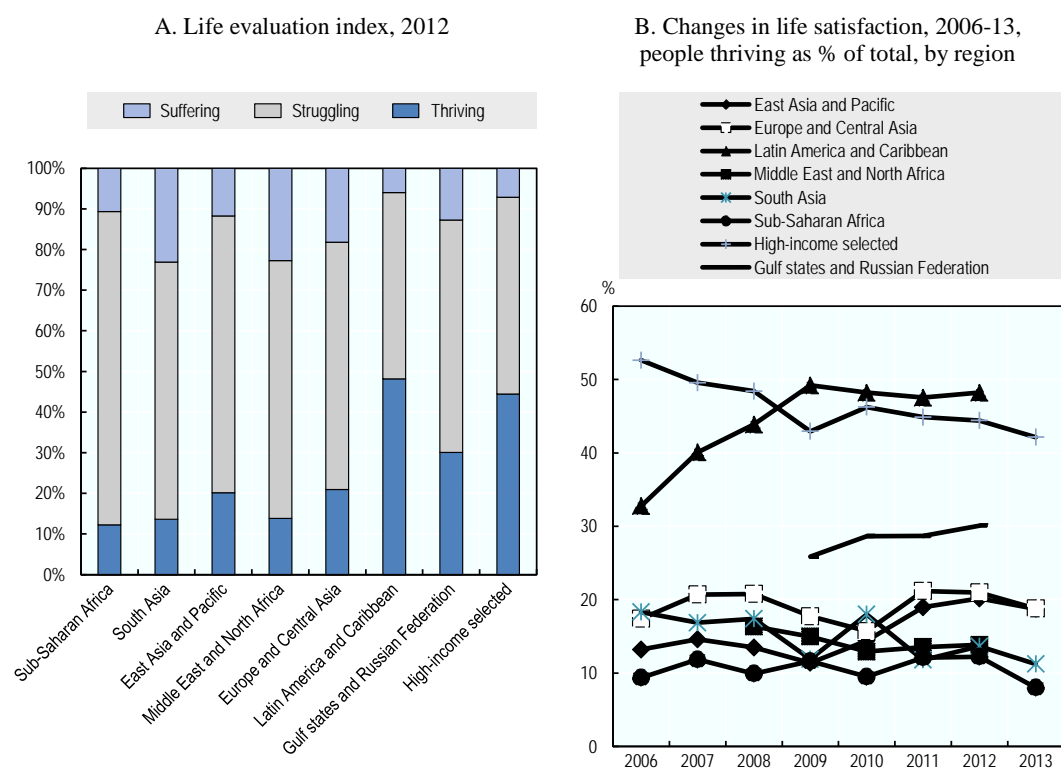 A. Life evaluation index, 2012
Suffering Struggling Thriving
100%
90%
80%
70%
60%
50%
40%
30%
20%
10%
0%
Sub-Saharan Africa
South Asia
East Asia and Pacific
Middle East and North Africa
Europe and Central Asia
Latin America and Caribbean
Gulf states and Russian Federation
High-income selected
B. Changes in life satisfaction, 2006-13,
people thriving as % of total, by region
East Asia and Pacific
Europe and Central Asia
Latin America and Caribbean
Middle East and North Africa
South Asia
Sub-Saharan Africa
High-income selected
Gulf states and Russian Federation
%
60
50
40
30
20
10
0
2006 2007 2008 2009 2010 2011 2012 2013